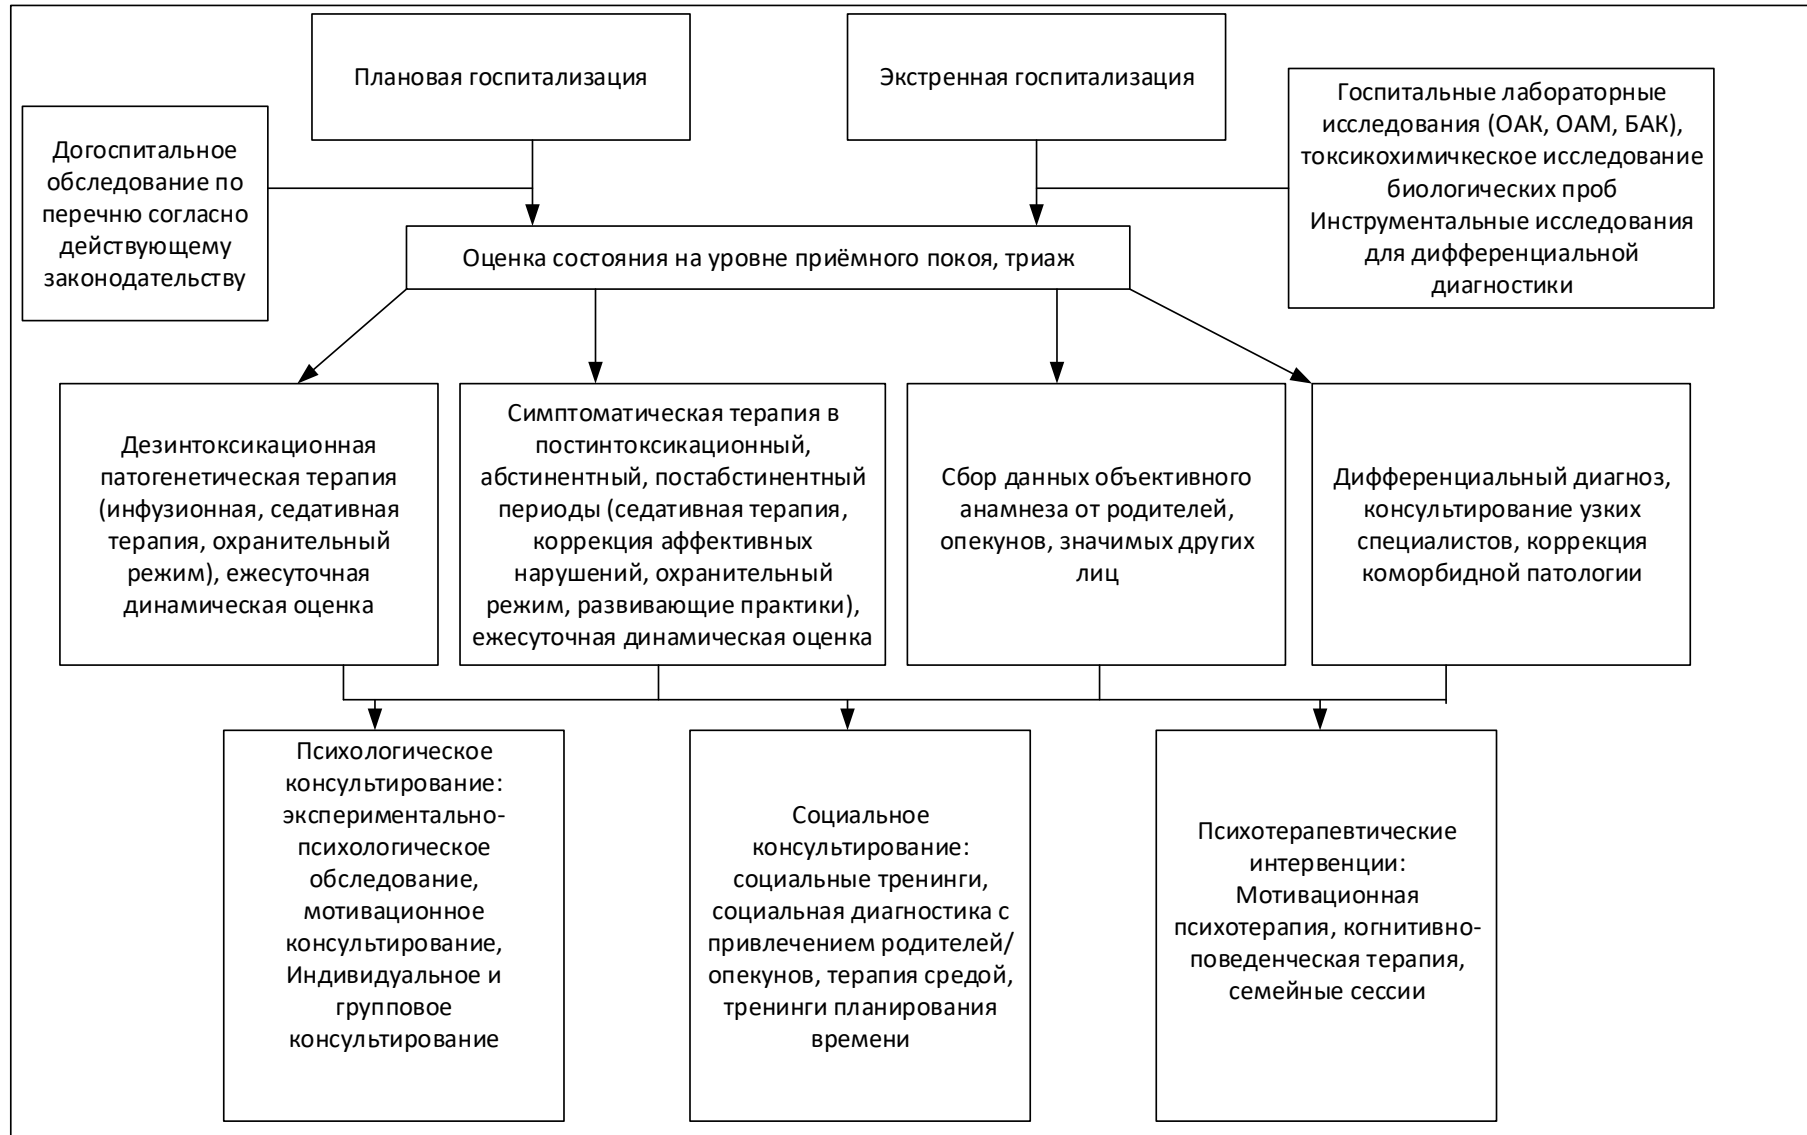 Плановая госпитализация
Экстренная госпитализация
Догоспитальное
обследование по
перечню согласно
действующему
законодательству
Госпитальные лабораторные
исследования (ОАК, ОАМ, БАК),
токсикохимичкеское исследование
биологических проб
Инструментальные исследования
для дифференциальной
диагностики
Оценка состояния на уровне приёмного покоя, триаж
Дезинтоксикационная
патогенетическая терапия
(инфузионная, седативная
терапия, охранительный
режим), ежесуточная
динамическая оценка
Симптоматическая терапия в
постинтоксикационный,
абстинентный, постабстинентный
периоды (седативная терапия,
коррекция аффективных
нарушений, охранительный
режим, развивающие практики),
ежесуточная динамическая оценка
Сбор данных объективного
анамнеза от родителей,
опекунов, значимых других
лиц
Дифференциальный диагноз,
консультирование узких
специалистов, коррекция
коморбидной патологии
Психологическое
консультирование:
экспериментально-
психологическое
обследование,
мотивационное
консультирование,
Индивидуальное и
групповое
консультирование
Социальное
консультирование:
социальные тренинги,
социальная диагностика с
привлечением родителей/
опекунов, терапия средой,
тренинги планирования
времени
Психотерапевтические
интервенции:
Мотивационная
психотерапия, когнитивно-
поведенческая терапия,
семейные сессии